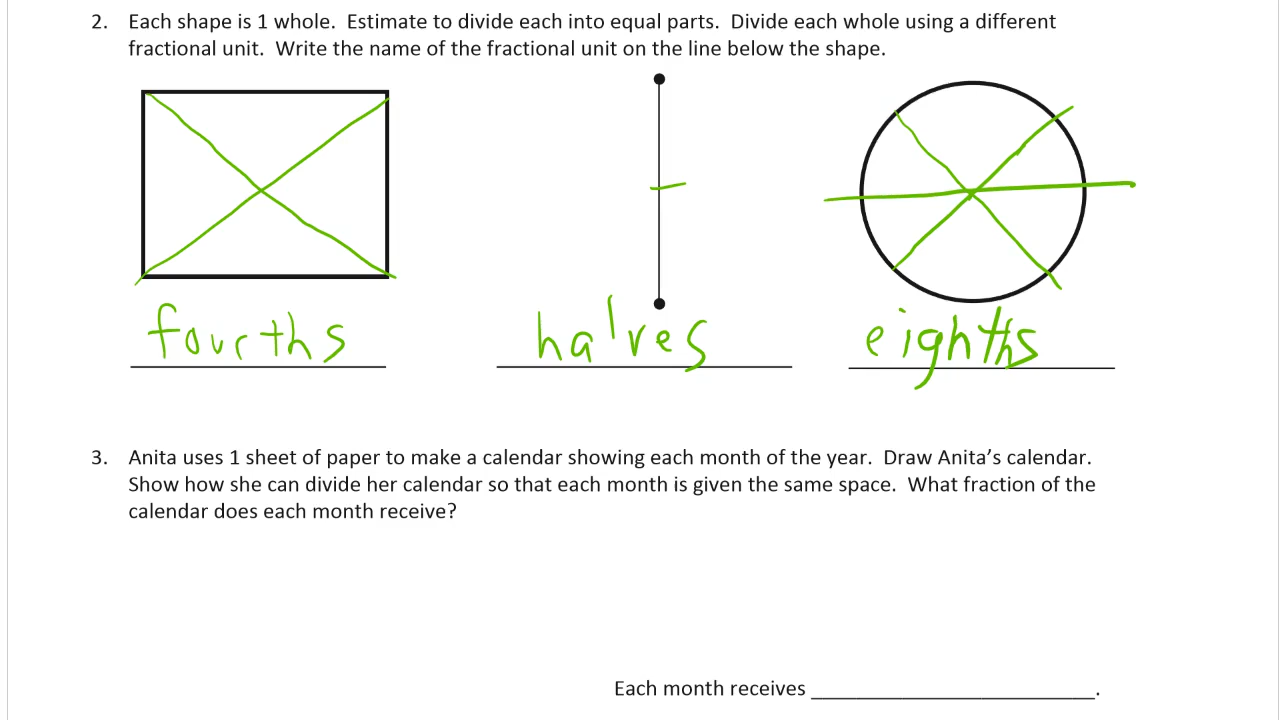 2. Each shape is 1 whole. Estimate to divide each into equal parts. Divide each whole using a different
fractional unit. Write the name of the fractional unit on the line below the shape.
fourths halves eighths
3. Anita uses 1 sheet of paper to make a calendar showing each month of the year. Draw Anita's calendar.
Show how she can divide her calendar so that each month is given the same space. What fraction of the
calendar does each month receive?
Each month receives ____________________________.